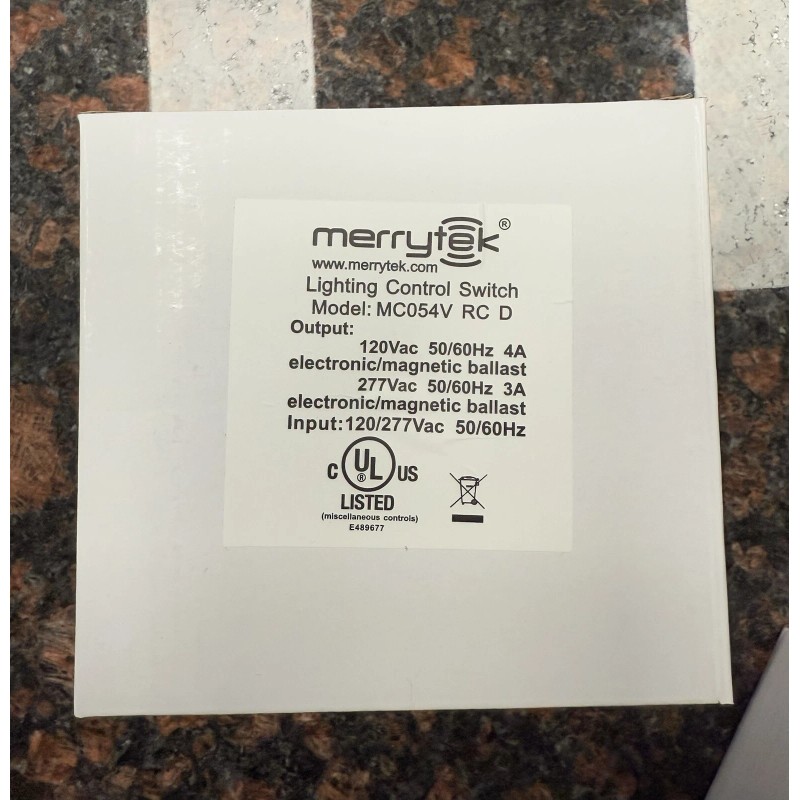 merrytek®
www.merrytek.com
Lighting Control Switch
Model: MC054V RC D
Output:
120Vac 50/60Hz 4A
electronic/magnetic ballast
277Vac 50/60Hz 3A
electronic/magnetic ballast
Input:120/277Vac 50/60Hz
C UL® US
LISTED
(miscellaneous controls)
E489677